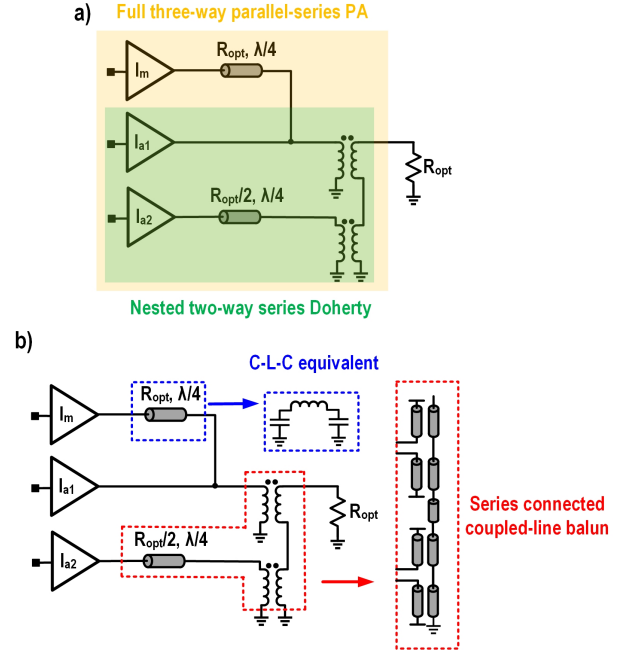 a)
Full three-way parallel-series PA
Ropt, λ/4
Im
Ia1
Ropt
Ropt/2, λ/4
Ia2
Nested two-way series Doherty
b)
C-L-C equivalent
Ropt, λ/4
Im
Ia1
Ropt
Series connected
coupled-line balun
Ropt/2, λ/4
Ia2